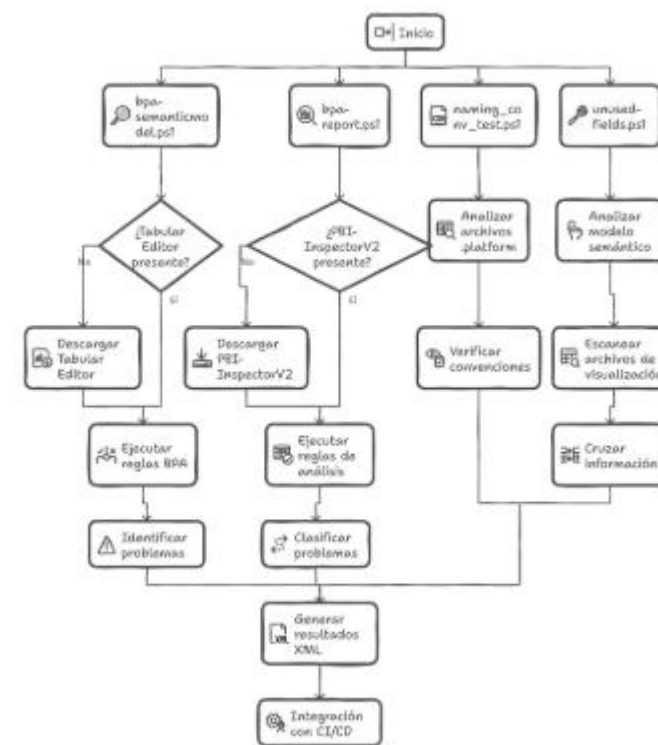 Inicio
bpa-
semanticmo
del.ps1
bpa-
report.ps1
naming_co
nv_test.ps1
unused-
fields.ps1
¿Tabular
Editor
presente?
¿PBI-
InspectorV2
presente?
Analizar
archivos
.platform
Analizar
modelo
semántico
No
Sí
No
Sí
Descargar
Tabular
Editor
Descargar
PBI-
InspectorV2
Verificar
convenciones
Escanear
archivos de
visualización
Ejecutar
reglas BPA
Ejecutar
reglas de
análisis
Cruzar
información
Identificar
problemas
Clasificar
problemas
Generar
resultados
XML
Integración
con CI/CD